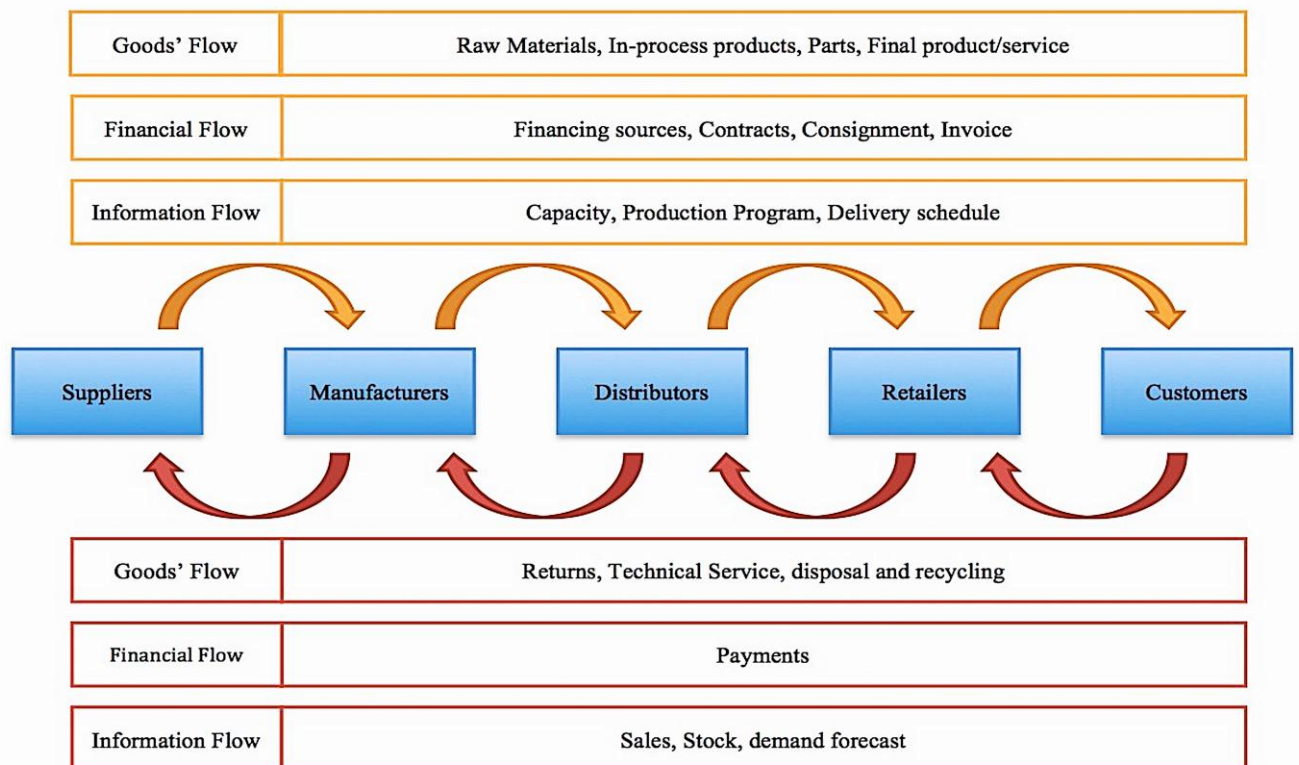 Goods’ Flow
Raw Materials, In-process products, Parts, Final product/service
Financial Flow
Financing sources, Contracts, Consignment, Invoice
Information Flow
Capacity, Production Program, Delivery schedule
Suppliers
Manufacturers
Distributors
Retailers
Customers
Goods’ Flow
Returns, Technical Service, disposal and recycling
Financial Flow
Payments
Information Flow
Sales, Stock, demand forecast